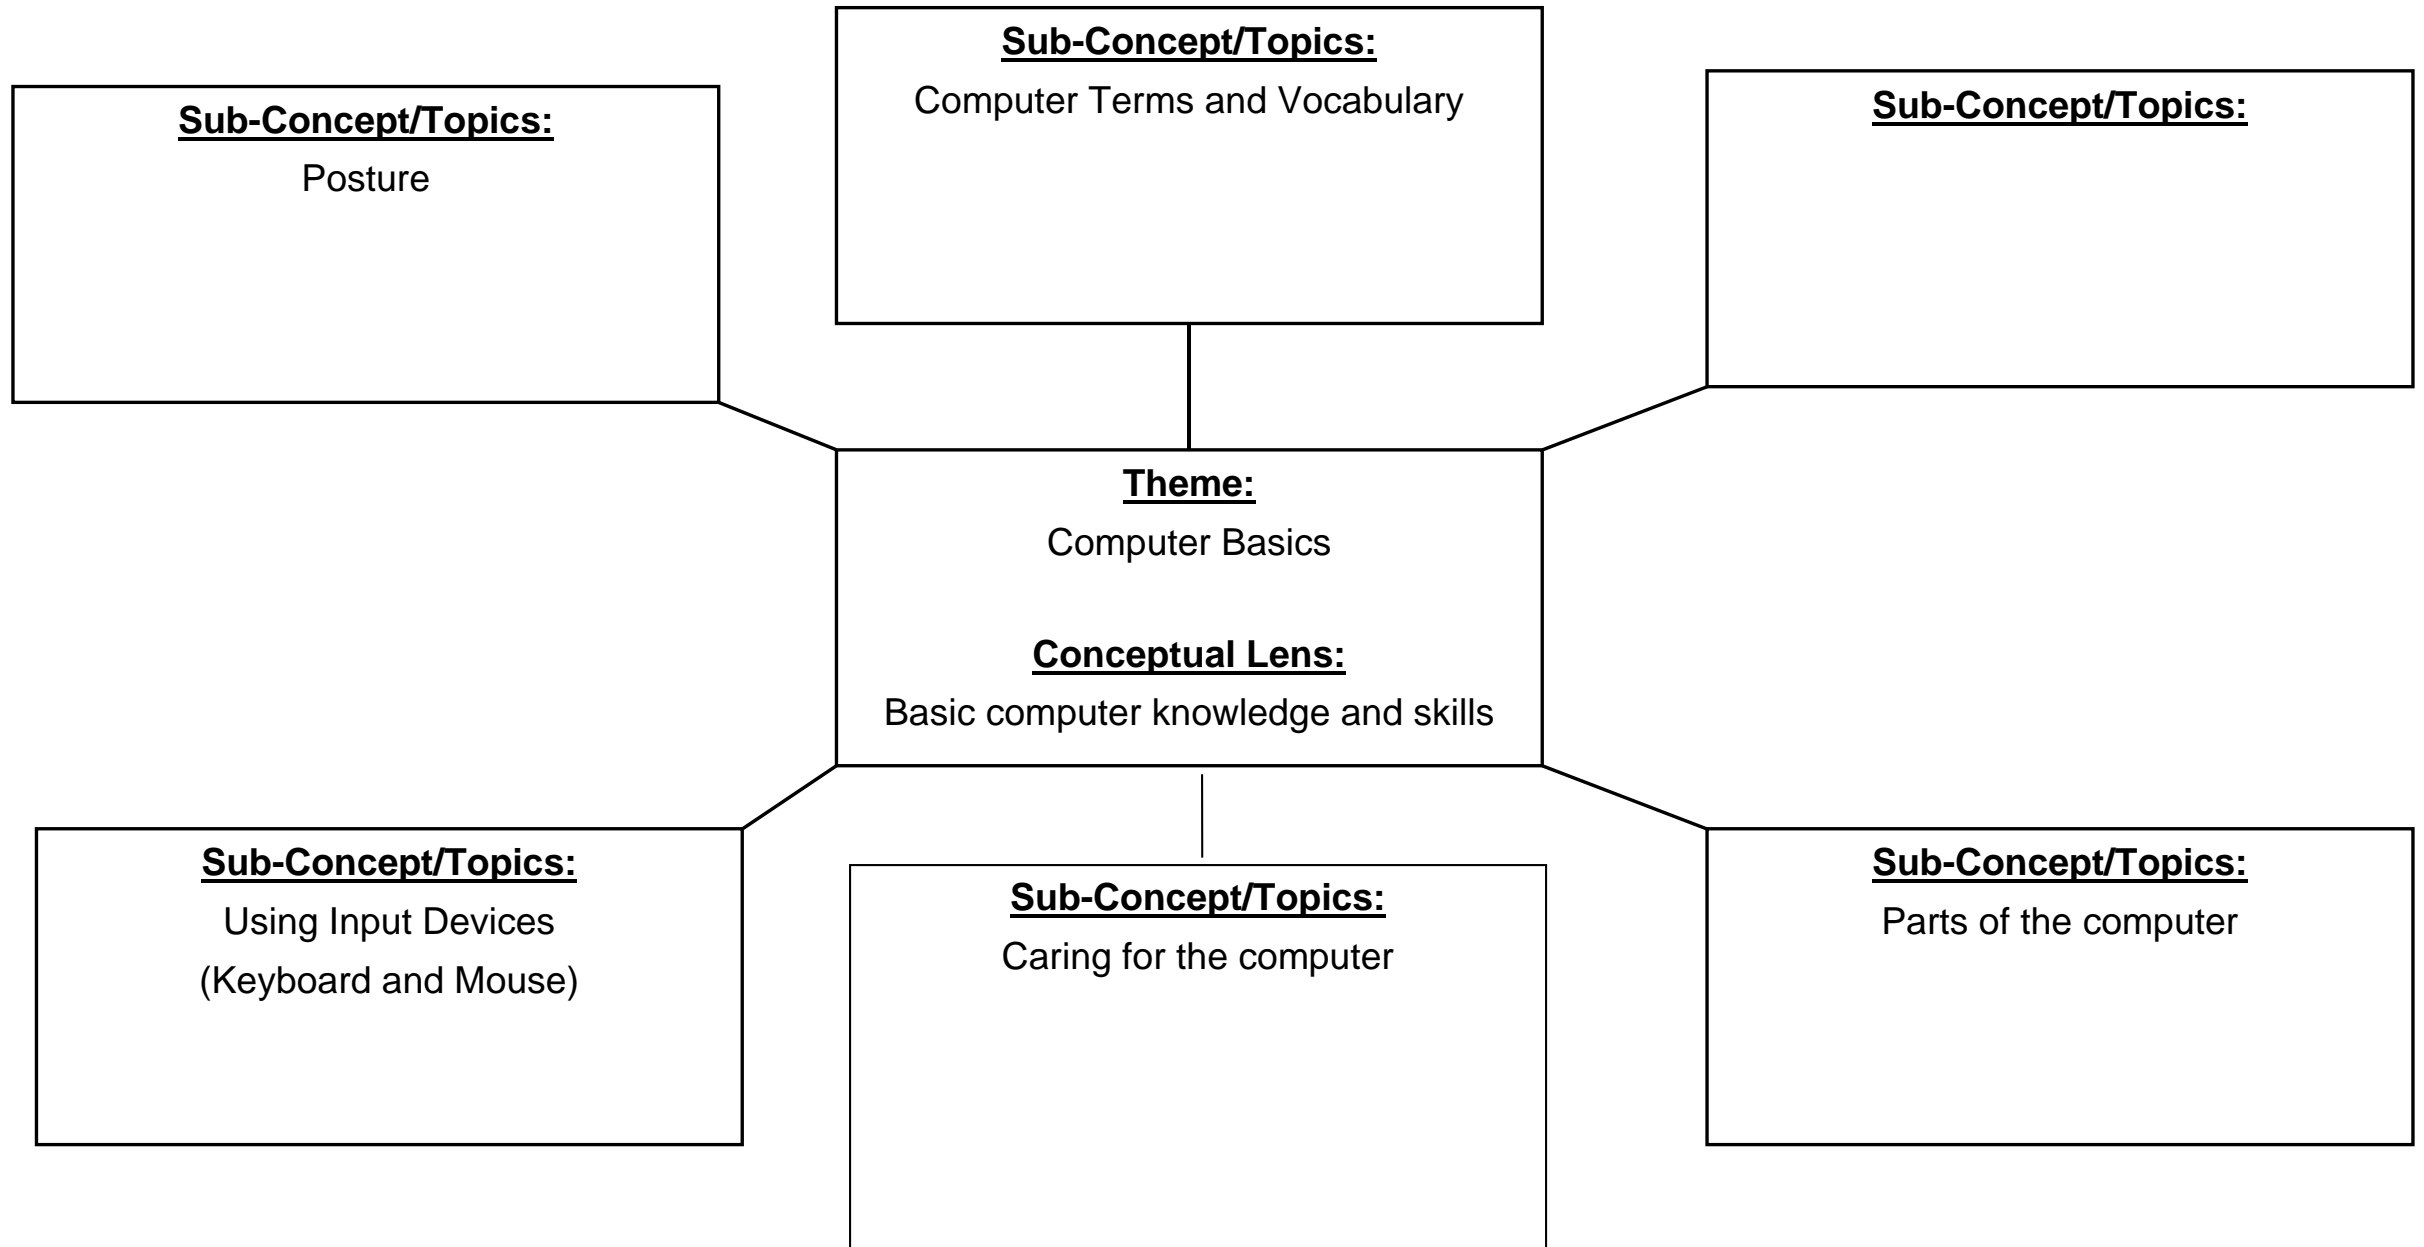 Sub-Concept/Topics:
Posture
Sub-Concept/Topics:
Computer Terms and Vocabulary
Sub-Concept/Topics:
Theme:
Computer Basics
Conceptual Lens:
Basic computer knowledge and skills
Sub-Concept/Topics:
Using Input Devices
(Keyboard and Mouse)
Sub-Concept/Topics:
Caring for the computer
Sub-Concept/Topics:
Parts of the computer